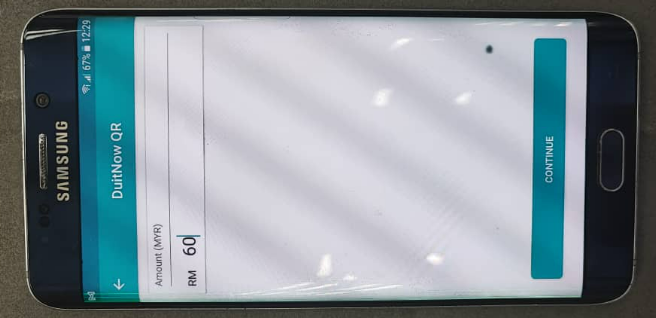 SAMSUNG
67% 12:29
DuitNow QR
Amount (MYR)
RM 60
CONTINUE